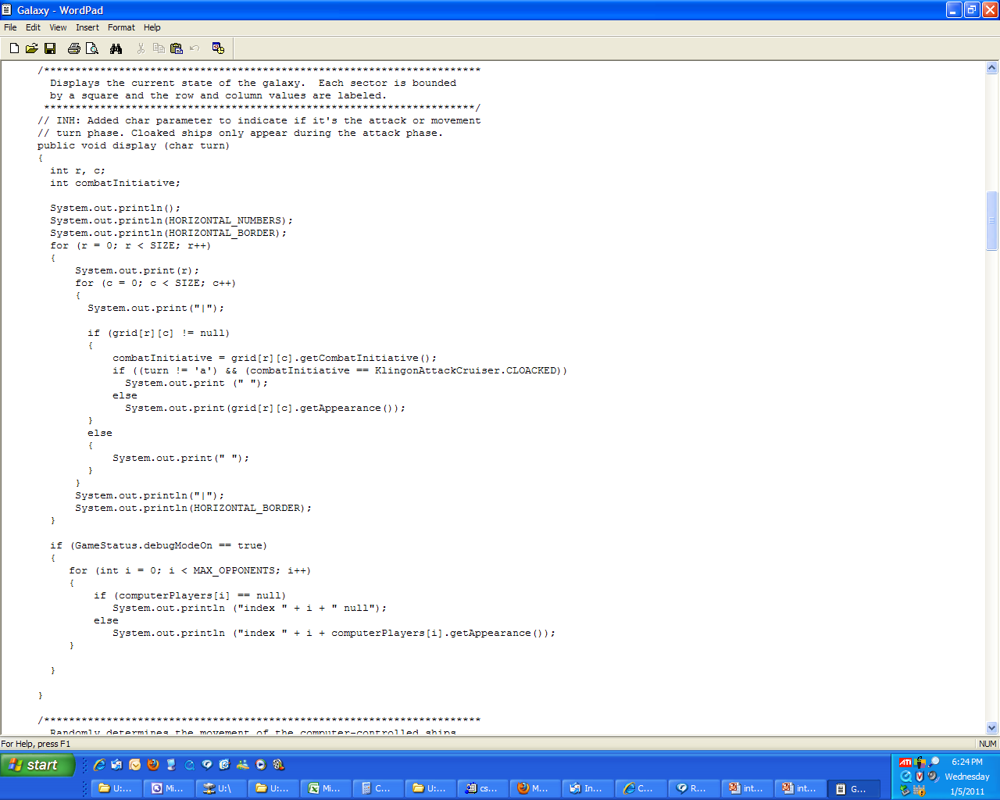 Galaxy - WordPad
File Edit View Insert Format Help
/**********************************************************************
Displays the current state of the galaxy.  Each sector is bounded
by a square and the row and column values are labeled.
*********************************************************************/
// INH: Added char parameter to indicate if it's the attack or movement
// turn phase. Cloaked ships only appear during the attack phase.
public void display (char turn)
{
int r, c;
int combatInitiative;
System.out.println();
System.out.println(HORIZONTAL_NUMBERS);
System.out.println(HORIZONTAL_BORDER);
for (r = 0; r < SIZE; r++)
{
System.out.print(r);
for (c = 0; c < SIZE; c++)
{
System.out.print("|");
if (grid[r][c] != null)
{
combatInitiative = grid[r][c].getCombatInitiative();
if ((turn != 'a') && (combatInitiative == KlingonAttackCruiser.CLOACKED))
System.out.print (" ");
else
System.out.print(grid[r][c].getAppearance());
}
else
{
System.out.print(" ");
}
}
System.out.println("|");
System.out.println(HORIZONTAL_BORDER);
}
if (GameStatus.debugModeOn == true)
{
for (int i = 0; i < MAX_OPPONENTS; i++)
{
if (computerPlayers[i] == null)
System.out.println ("index " + i + " null");
else
System.out.println ("index " + i + computerPlayers[i].getAppearance());
}
}
}
/**********************************************************************
Randomly determines the movement of the computer-controlled ships
For Help, press F1 NUM
start ATI 6:24 PM
Wednesday
U:... Mi... U:\ U:... Mi... C... U:... cs... M... In... C... R... int... int... G... 1/5/2011